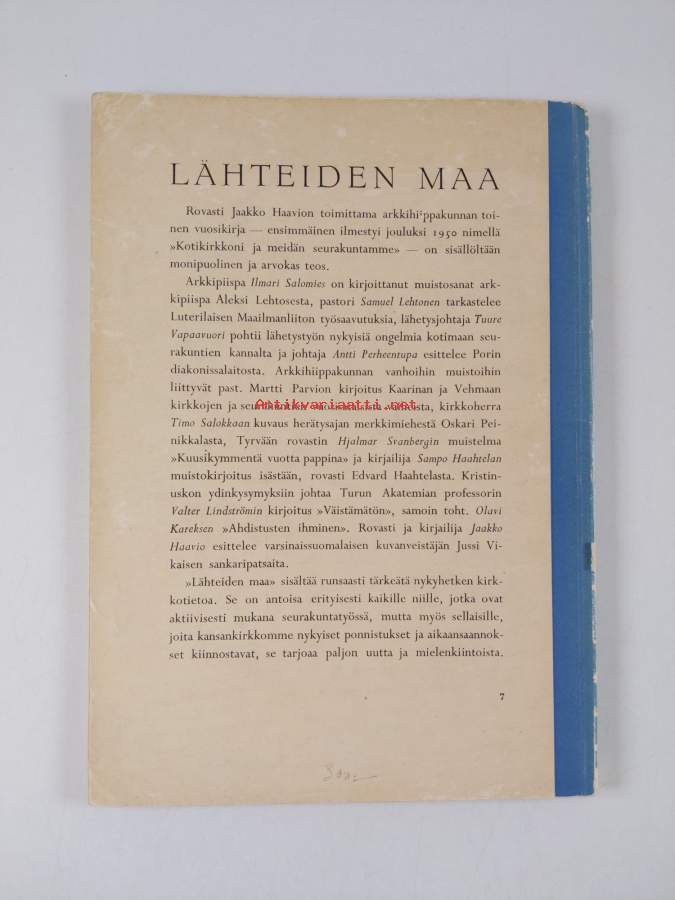 LÄHTEIDEN MAA
Rovasti Jaakko Haavion toimittama arkkihi¹ppakunnan toi-
nen vuosikirja — ensimmäinen ilmestyi jouluksi 1950 nimellä
»Kotikirkkoni ja meidän seurakuntamme» — on sisällöltään
monipuolinen ja arvokas teos.
Arkkipiispa Ilmari Salomies on kirjoittanut muistosanat ark-
kipiispa Aleksi Lehtosesta, pastori Samuel Lehtonen tarkastelee
Luterilaisen Maailmanliiton työsaavutuksia, lähetysjohtaja Tuure
Vapaavuori pohtii lähetystyön nykyisiä ongelmia kotimaan seu-
rakuntien kannalta ja johtaja Antti Perheentupa esittelee Porin
diakonissalaitosta. Arkkihiippakunnan vanhoihin muistoihin
liittyvät past. Martti Parvion kirjoitus Kaarinan ja Vehmaan
kirkkojen ja
Antikvariaatti.net
kirkkoherra
Timo Salokkaan kuvaus herätysajan merkkimiehestä Oskari Pei-
nikkalasta, Tyrvään rovastin Hjalmar Svanbergin muistelma
»Kuusikymmentä vuotta pappina» ja kirjailija Sampo Haahtelan
muistokirjoitus isästään, rovasti Edvard Haahtelasta. Kristin-
uskon ydinkysymyksiin johtaa Turun Akatemian professorin
Valter Lindströmin kirjoitus »Väistämätön», samoin toht. Olavi
Kareksen »Ahdistusten ihminen». Rovasti ja kirjailija Jaakko
Haavio esittelee varsinaissuomalaisen kuvanveistäjän Jussi Vi-
kaisen sankaripatsaita.
»Lähteiden maa» sisältää runsaasti tärkeätä nykyhetken kirk-
kotietoa. Se on antoisa erityisesti kaikille niille, jotka ovat
aktiivisesti mukana seurakuntatyössä, mutta myös sellaisille,
joita kansankirkkomme nykyiset ponnistukset ja aikaansaannok-
set kiinnostavat, se tarjoaa paljon uutta ja mielenkiintoista.
7
300:—